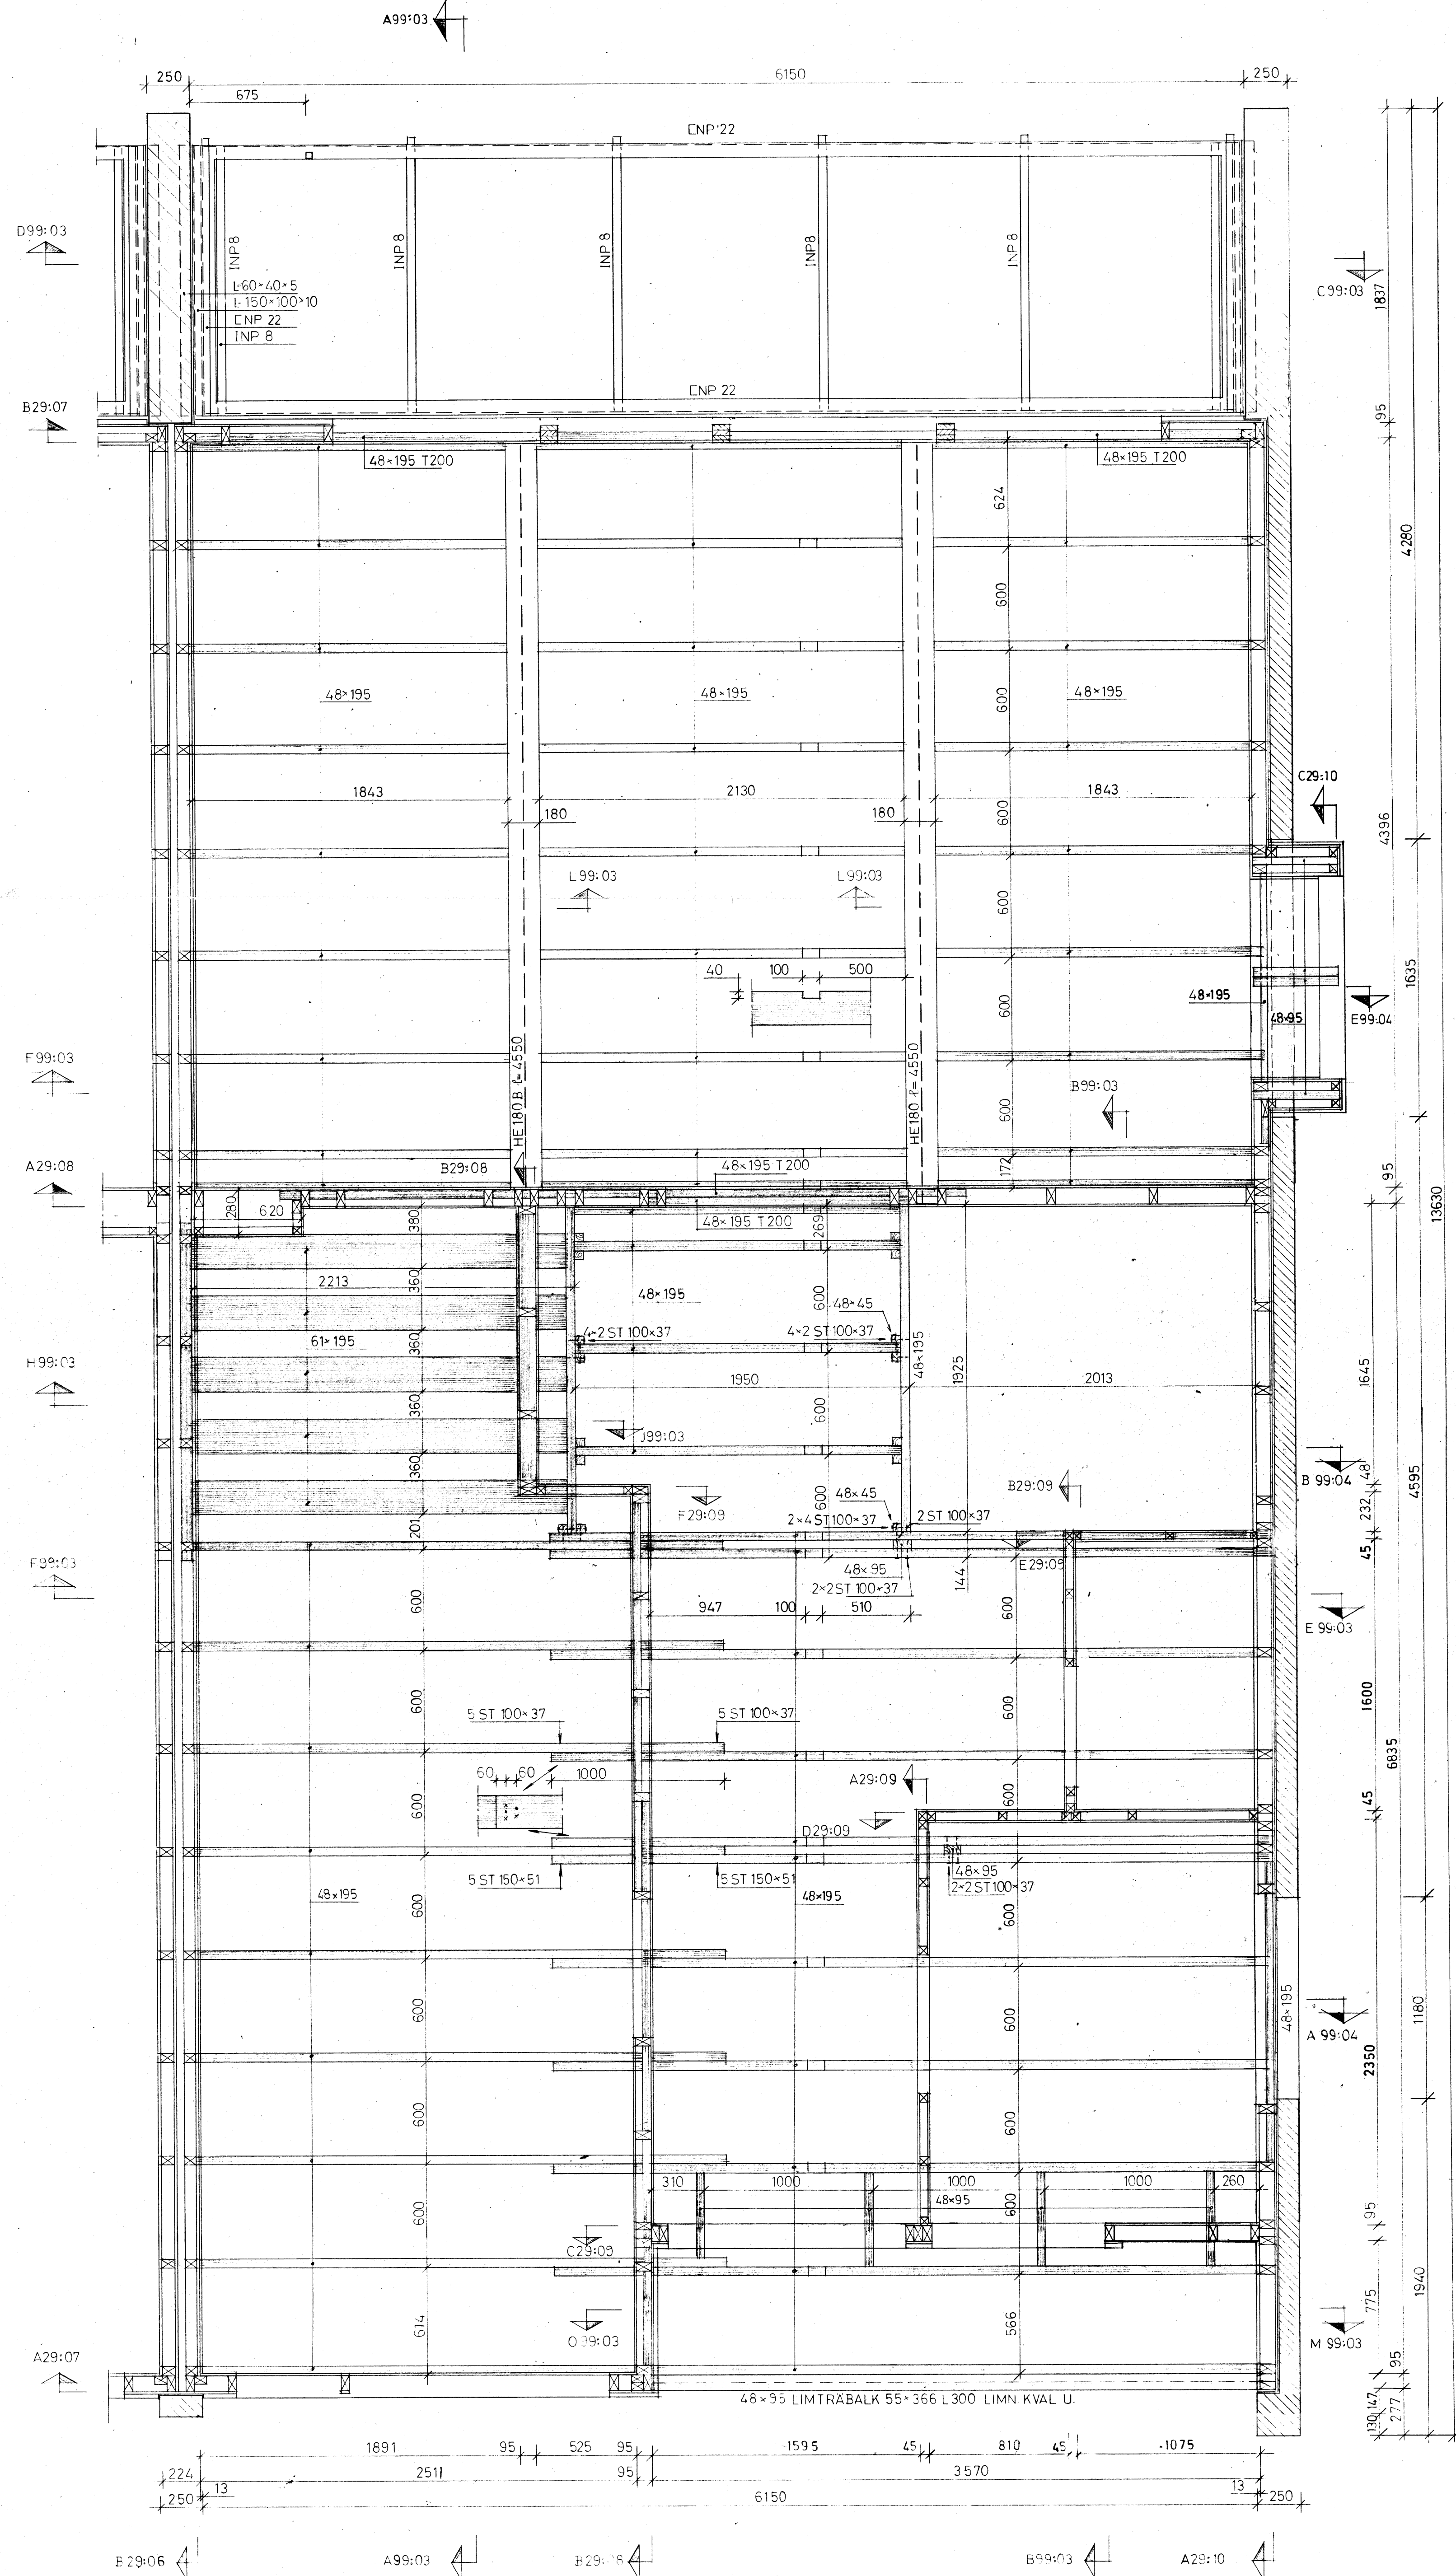 A99:03
250
6150
250
675
ENP 22
D99:03
INP 8
INP 8
INP 8
INP 8
INP 8
C99:03
L-60×40×5
L-150×100×10
ENP 22
INP 8
1837
ENP 22
B29:07
95
48×195 T200
48×195 T200
624
4280
600
48×195
48×195
48×195
600
C29:10
1843
2130
1843
180
180
600
4396
L99:03
L99:03
600
40
100
500
48×195
48×95
E99:04
1635
600
F99:03
HE180B ℓ=4550
HE180 ℓ=4550
B99:03
600
A29:08
B29:08
48×195 T200
172
95
13630
280
620
380
48×195 T200
269
2213
360
48×195
600
48×45
61×195
360
4×2 ST 100×37
4×2 ST 100×37
48×195
1925
H99:03
360
1950
2013
1645
600
J99:03
360
B 99:04
48
4595
F29:09
600
48×45
B29:09
2×4 ST 100×37
2 ST 100×37
232
201
F99:03
48×95
E29:09
45
2×2 ST 100×37
144
600
947
100
510
600
E 99:03
600
600
1600
5 ST 100×37
5 ST 100×37
6835
60
60
1000
A29:09
600
600
45
D29:09
5 ST 150×51
5 ST 150×51
48×95
2×2 ST 100×37
48×195
48×195
600
600
600
600
48×195
A 99:04
1180
2350
600
600
310
1000
1000
1000
260
48×95
600
600
95
C29:09
1940
775
614
566
O 99:03
M 99:03
A29:07
95
48×95 LIMTRÄBALK 55×366 L300 LIMN. KVAL U.
147
130
277
1891
95
525
95
1595
45
810
45
1075
224
2511
95
3570
13
13
250
6150
250
B29:06
A99:03
B99:03
A29:10